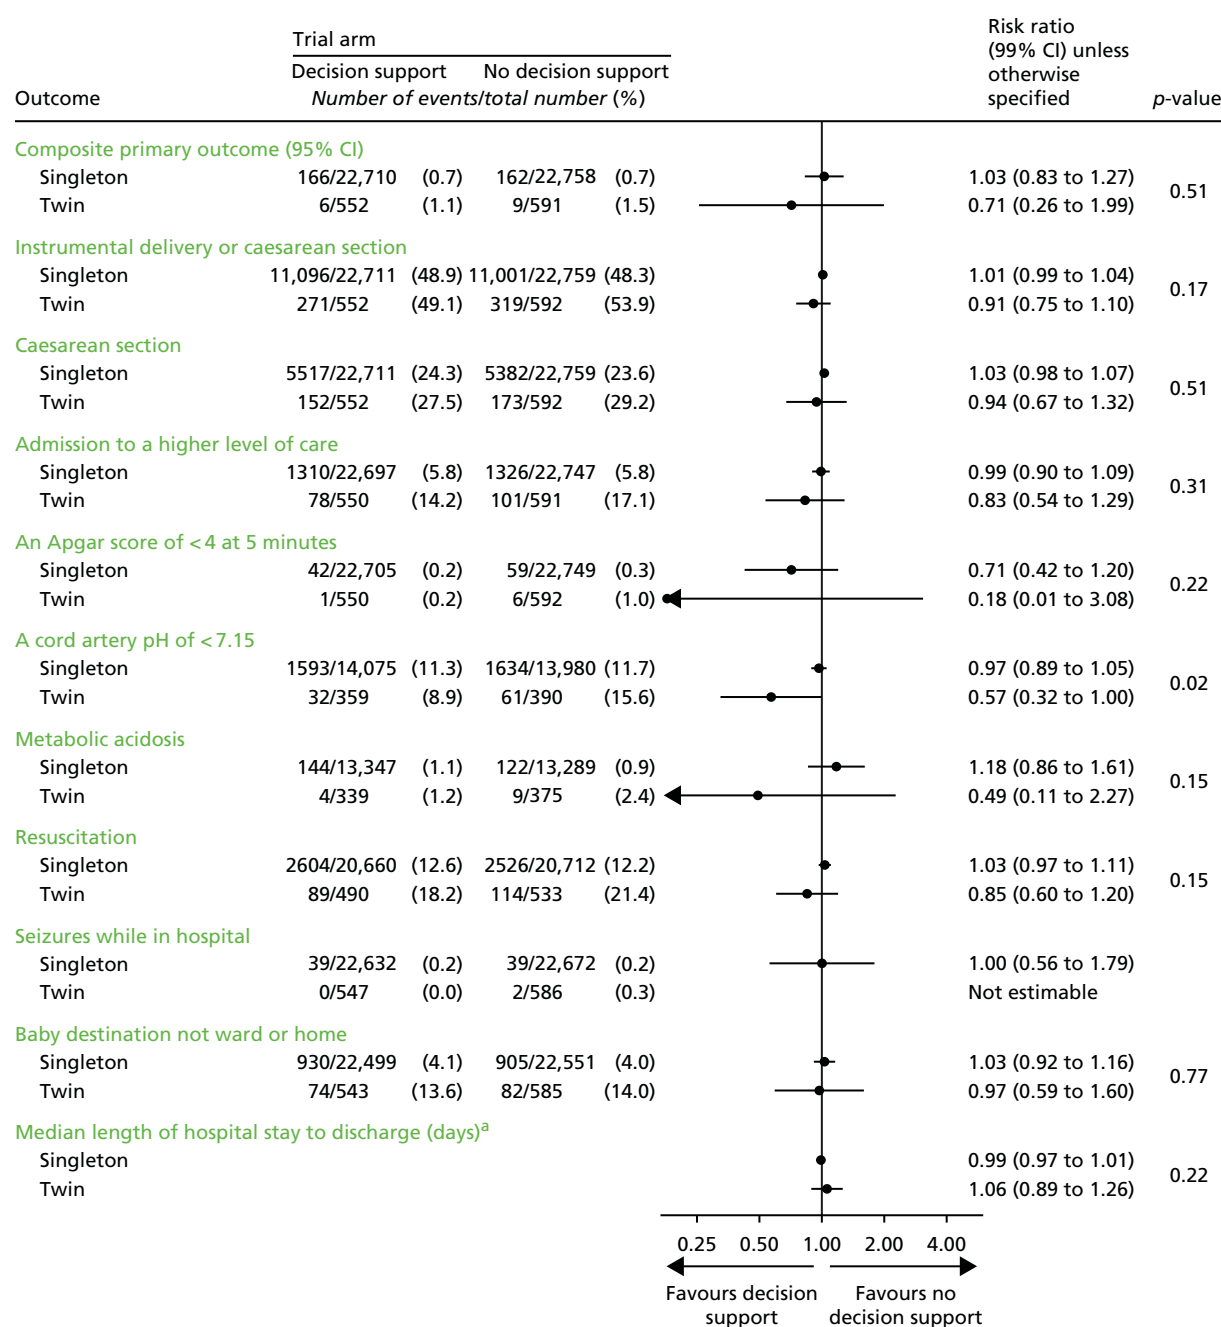 Outcome
Trial arm
Decision support No decision support
Number of events/total number (%)
Risk ratio
(99% CI) unless
otherwise
specified
p-value
Composite primary outcome (95% CI)
Singleton 166/22,710 (0.7) 162/22,758 (0.7) 1.03 (0.83 to 1.27)
0.51
Twin 6/552 (1.1) 9/591 (1.5) 0.71 (0.26 to 1.99)
Instrumental delivery or caesarean section
Singleton 11,096/22,711 (48.9) 11,001/22,759 (48.3) 1.01 (0.99 to 1.04)
0.17
Twin 271/552 (49.1) 319/592 (53.9) 0.91 (0.75 to 1.10)
Caesarean section
Singleton 5517/22,711 (24.3) 5382/22,759 (23.6) 1.03 (0.98 to 1.07)
0.51
Twin 152/552 (27.5) 173/592 (29.2) 0.94 (0.67 to 1.32)
Admission to a higher level of care
Singleton 1310/22,697 (5.8) 1326/22,747 (5.8) 0.99 (0.90 to 1.09)
0.31
Twin 78/550 (14.2) 101/591 (17.1) 0.83 (0.54 to 1.29)
An Apgar score of <4 at 5 minutes
Singleton 42/22,705 (0.2) 59/22,749 (0.3) 0.71 (0.42 to 1.20)
0.22
Twin 1/550 (0.2) 6/592 (1.0) 0.18 (0.01 to 3.08)
A cord artery pH of <7.15
Singleton 1593/14,075 (11.3) 1634/13,980 (11.7) 0.97 (0.89 to 1.05)
0.02
Twin 32/359 (8.9) 61/390 (15.6) 0.57 (0.32 to 1.00)
Metabolic acidosis
Singleton 144/13,347 (1.1) 122/13,289 (0.9) 1.18 (0.86 to 1.61)
0.15
Twin 4/339 (1.2) 9/375 (2.4) 0.49 (0.11 to 2.27)
Resuscitation
Singleton 2604/20,660 (12.6) 2526/20,712 (12.2) 1.03 (0.97 to 1.11)
0.15
Twin 89/490 (18.2) 114/533 (21.4) 0.85 (0.60 to 1.20)
Seizures while in hospital
Singleton 39/22,632 (0.2) 39/22,672 (0.2) 1.00 (0.56 to 1.79)
Twin 0/547 (0.0) 2/586 (0.3) Not estimable
Baby destination not ward or home
Singleton 930/22,499 (4.1) 905/22,551 (4.0) 1.03 (0.92 to 1.16)
0.77
Twin 74/543 (13.6) 82/585 (14.0) 0.97 (0.59 to 1.60)
Median length of hospital stay to discharge (days)a
Singleton 0.99 (0.97 to 1.01)
0.22
Twin 1.06 (0.89 to 1.26)
0.25 0.50 1.00 2.00 4.00
Favours decision
support
Favours no
decision support